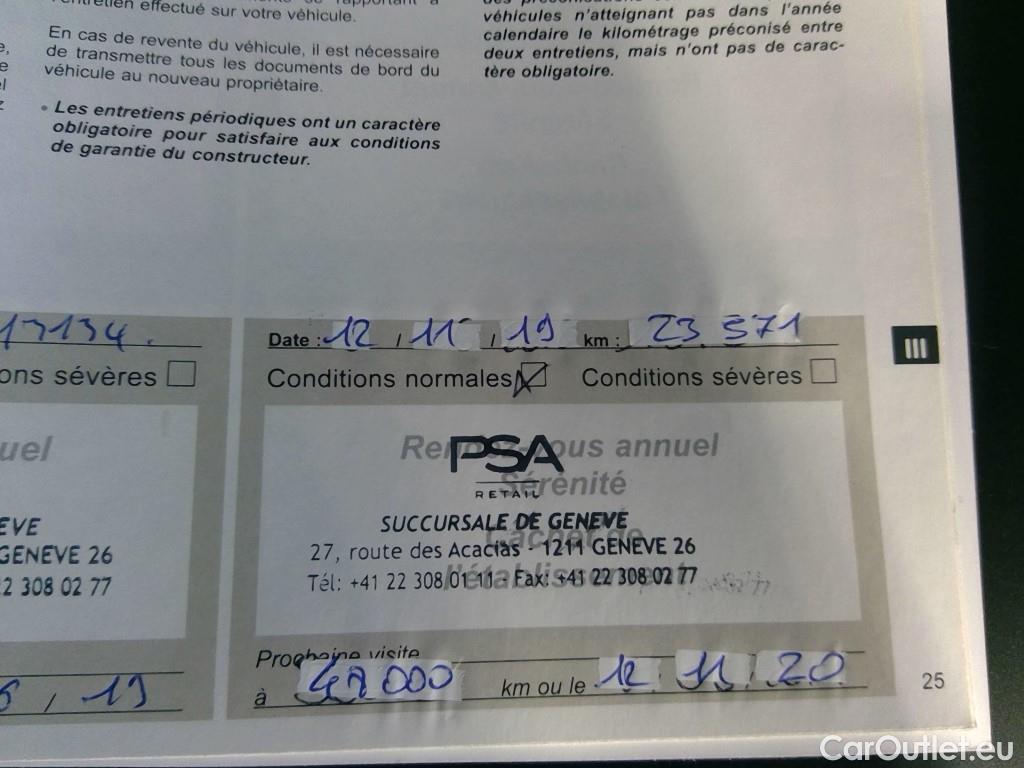 l'entretien effectué sur votre véhicule.
En cas de revente du véhicule, il est nécessaire
de transmettre tous les documents de bord du
véhicule au nouveau propriétaire.
• Les entretiens périodiques ont un caractère
obligatoire pour satisfaire aux conditions
de garantie du constructeur.
véhicules n'atteignant pas dans l'année
calendaire le kilométrage préconisé entre
deux entretiens, mais n'ont pas de carac-
tère obligatoire.
III
ons sévères
uel
EVE
GENEVE 26
2 308 02 77
/ 19
Date : 12 / 11 / 19 km : 23 571
Conditions normales Conditions sévères
Rendez-vous annuel
Sérénité
Cachet de
l'établissement
PSA
RETAIL
SUCCURSALE DE GENEVE
27, route des Acacias - 1211 GENEVE 26
Tél: +41 22 308 01 11 - Fax: +41 22 308 02 77
Prochaine visite
à 000 km ou le 12 11 20
25
CarOutlet.eu